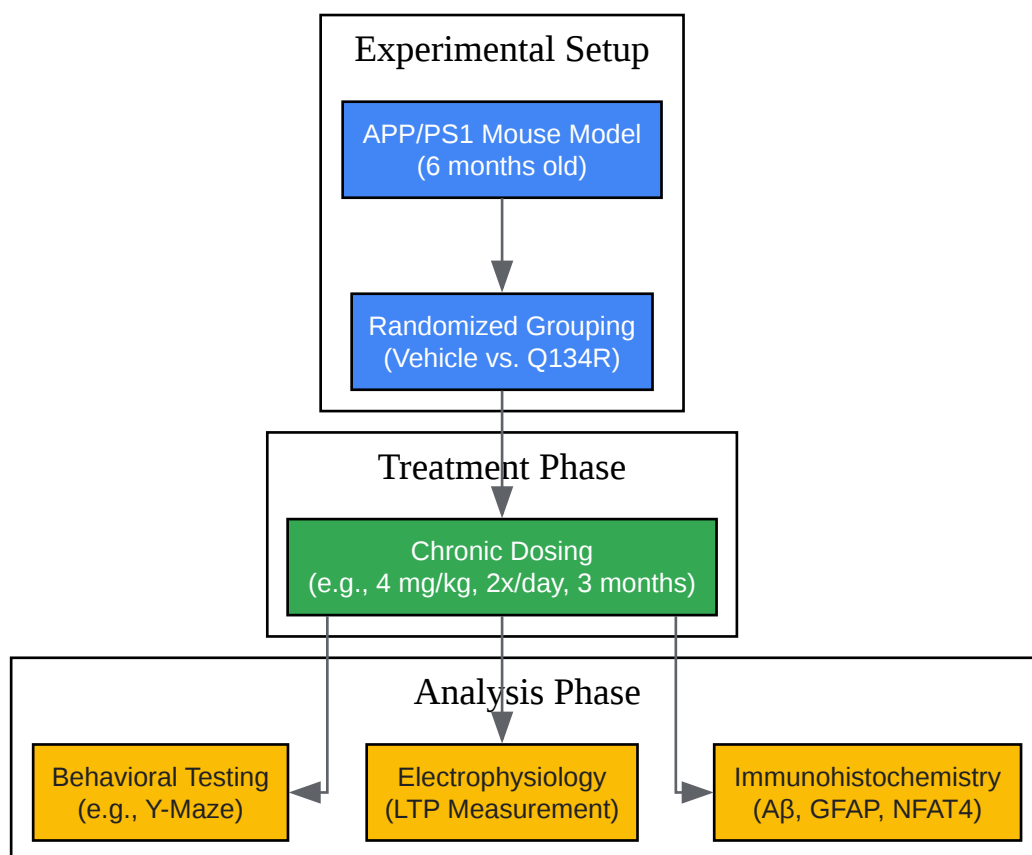 Experimental Setup
APP/PS1 Mouse Model
(6 months old)
Randomized Grouping
(Vehicle vs. Q134R)
Treatment Phase
Chronic Dosing
(e.g., 4 mg/kg, 2x/day, 3 months)
Analysis Phase
Behavioral Testing
(e.g., Y-Maze)
Electrophysiology
(LTP Measurement)
Immunohistochemistry
(Aβ, GFAP, NFAT4)